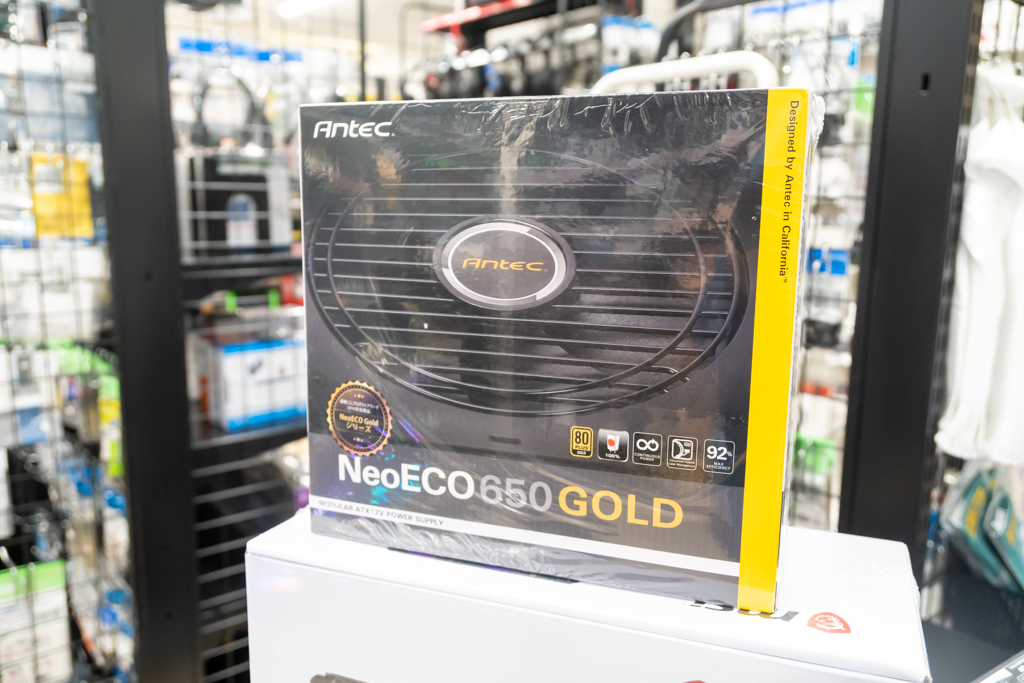 Antec
Designed by Antec in California™
Antec
NeoECO Gold
シリーズ
80
PLUS
GOLD
100%
CONTINUOUS
POWER
92%
MAX
EFFICIENCY
NeoECO 650 GOLD
MODULAR ATX12V POWER SUPPLY